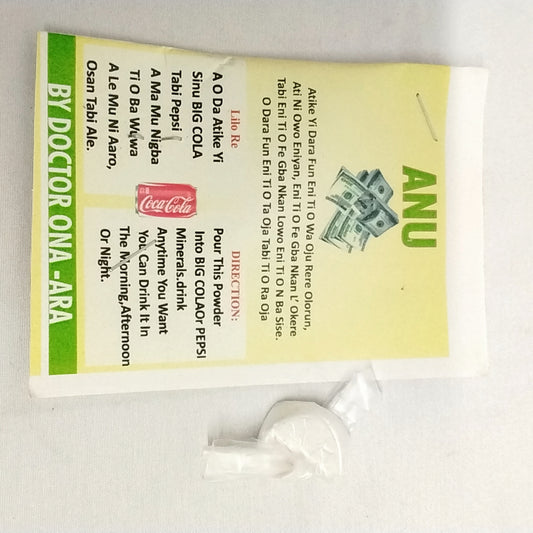 ANU
Atike Yi Dara Fun Eni Ti O Wa Oju Rere Olorun,
Ati Ni Owo Eniyan, Eni Ti O Fe Gba Nkan L' Okere
Tabi Eni Ti O Fe Gba Nkan Lowo Eni Ti O N Ba Sise.
O Dara Fun Eni Ti O Ta Oja Tabi Ti O Ra Oja
Lilo Re
A O Da Atike Yi
Sinu BIG COLA
Tabi Pepsi
A Ma Mu Nigba
Ti O Ba Wuwa
A Le Mu Ni Aaro,
Osan Tabi Ale.
Coca-Cola
DIRECTION:
Pour This Powder
Into BIG COLAOr PEPSI
Minerals.drink
Anytime You Want
You Can Drink It In
The Morning,Afternoon
Or Night.
BY DOCTOR ONA -ARA